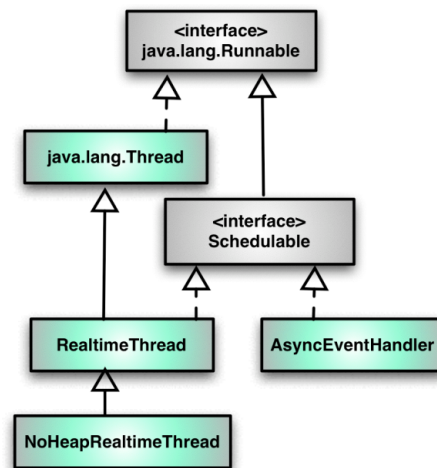 <interface>
java.lang.Runnable
java.lang.Thread
<interface>
Schedulable
RealtimeThread
AsyncEventHandler
NoHeapRealtimeThread